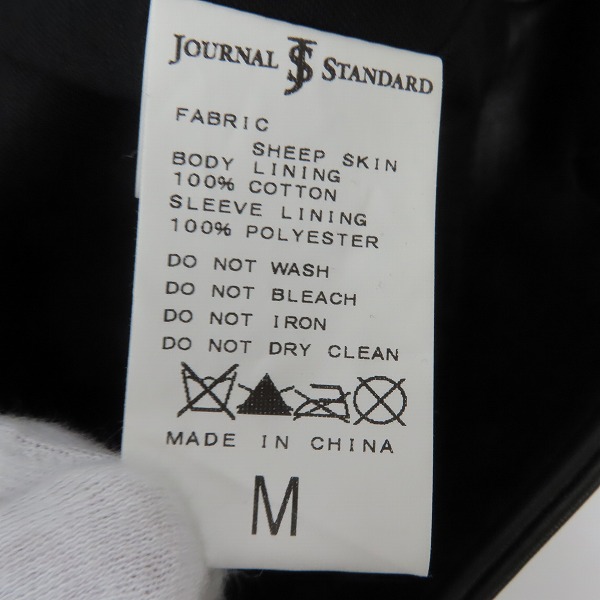 JOURNAL JS STANDARD
FABRIC
SHEEP SKIN
BODY LINING
100% COTTON
SLEEVE LINING
100% POLYESTER
DO NOT WASH
DO NOT BLEACH
DO NOT IRON
DO NOT DRY CLEAN
MADE IN CHINA
M